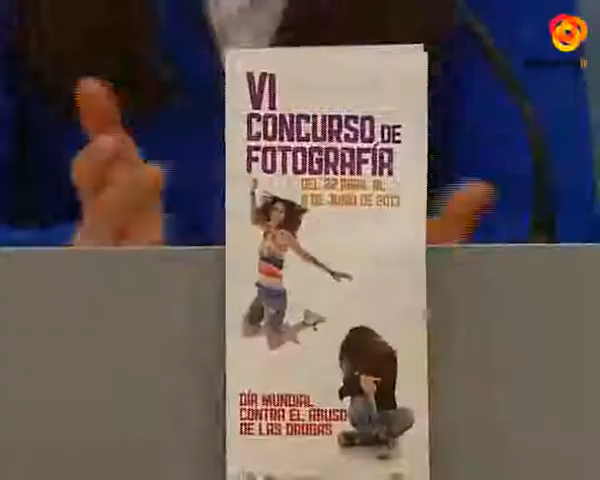 VI
CONCURSO DE
FOTOGRAFÍA
DEL 22 ABRIL AL
DE JUNIO DE 2013
DÍA MUNDIAL
CONTRA EL ABUSO
DE LAS DROGAS